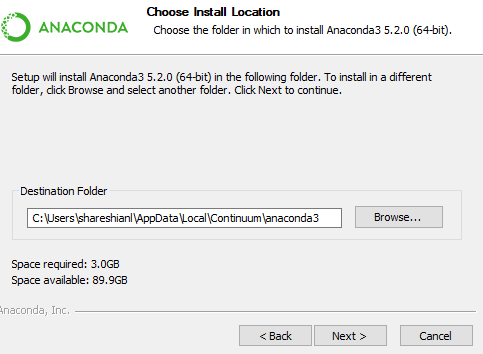 Choose Install Location
ANACONDA
Choose the folder in which to install Anaconda3 5.2.0 (64-bit).
Setup will install Anaconda3 5.2.0 (64-bit) in the following folder. To install in a different
folder, click Browse and select another folder. Click Next to continue.
Destination Folder
C:\Users\shareshianl\AppData\Local\Continuum\anaconda3
Browse...
Space required: 3.0GB
Space available: 89.9GB
Anaconda, Inc.
< Back
Next >
Cancel